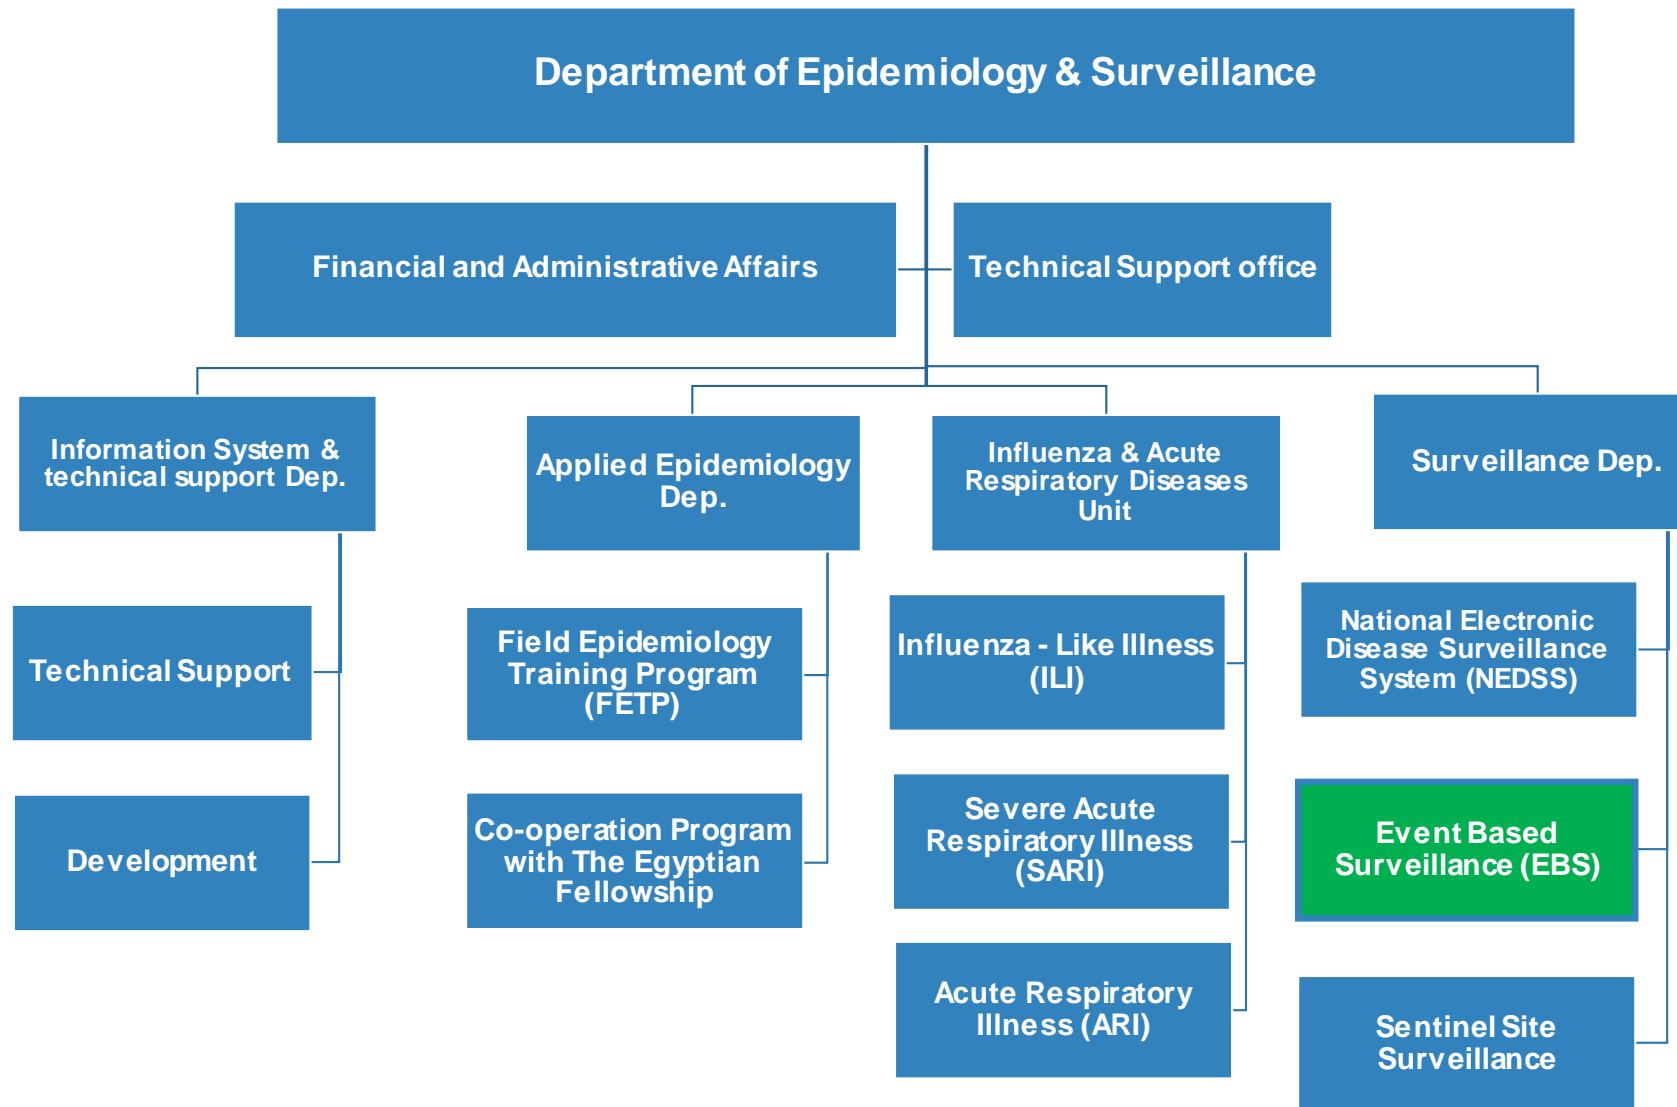 Department of Epidemiology & Surveillance
Financial and Administrative Affairs
Technical Support office
Information System &
technical support Dep.
Applied Epidemiology
Dep.
Influenza & Acute
Respiratory Diseases
Unit
Surveillance Dep.
Technical Support
Development
Field Epidemiology
Training Program
(FETP)
Co-operation Program
with The Egyptian
Fellowship
Influenza - Like Illness
(ILI)
Severe Acute
Respiratory Illness
(SARI)
Acute Respiratory
Illness (ARI)
National Electronic
Disease Surveillance
System (NEDSS)
Event Based
Surveillance (EBS)
Sentinel Site
Surveillance